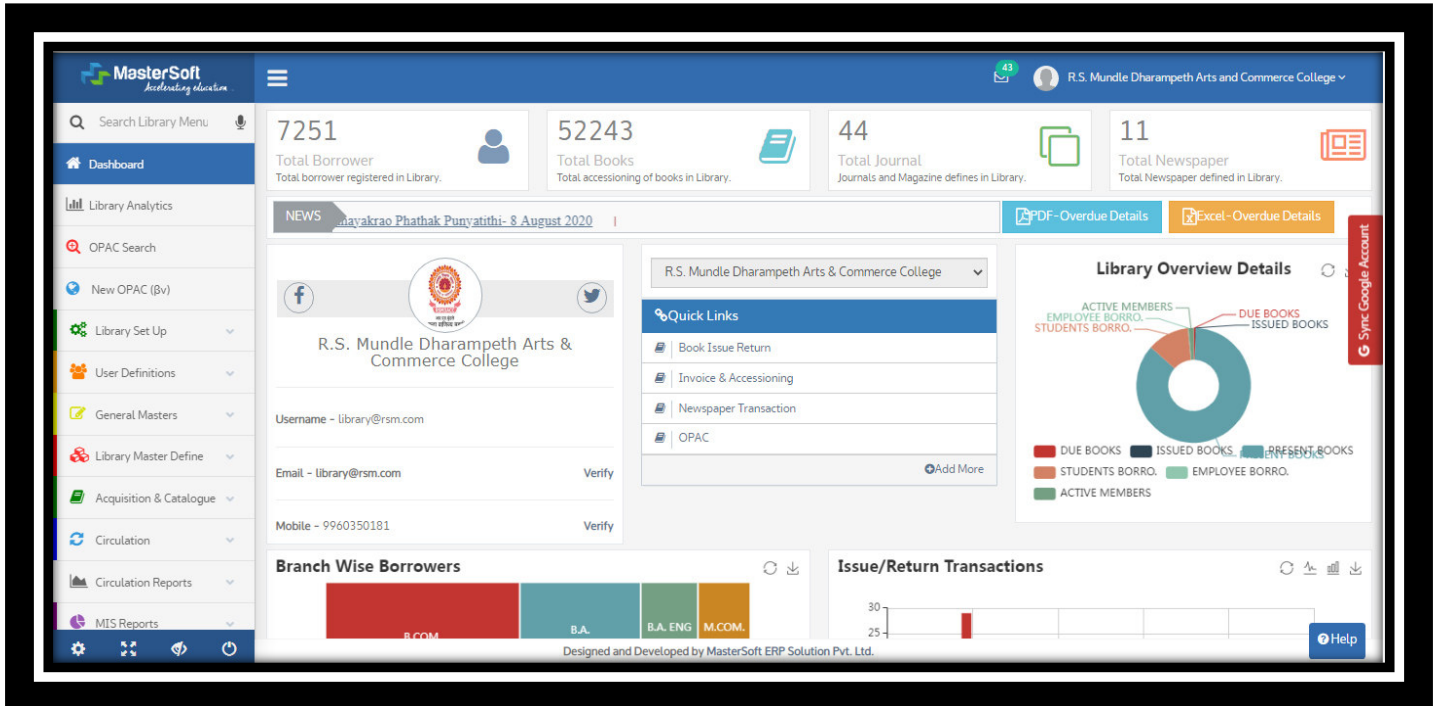 MasterSoft
Accelerating education
43
R.S. Mundle Dharampeth Arts and Commerce College
Search Library Menu
Dashboard
Library Analytics
OPAC Search
New OPAC (βv)
Library Set Up
User Definitions
General Masters
Library Master Define
Acquisition & Catalogue
Circulation
Circulation Reports
MIS Reports
7251
Total Borrower
Total borrower registered in Library.
52243
Total Books
Total accessioning of books in Library.
44
Total Journal
Journals and Magazine defines in Library.
11
Total Newspaper
Total Newspaper defined in Library.
NEWS
nayakrao Phathak Punyatithi- 8 August 2020 |
PDF-Overdue Details
Excel-Overdue Details
Sync Google Account
R.S. Mundle Dharampeth Arts &
Commerce College
Username - library@rsm.com
Email - library@rsm.com Verify
Mobile - 9960350181 Verify
R.S. Mundle Dharampeth Arts & Commerce College
Quick Links
Book Issue Return
Invoice & Accessioning
Newspaper Transaction
OPAC
Add More
Library Overview Details
ACTIVE MEMBERS
EMPLOYEE BORRO.
STUDENTS BORRO.
DUE BOOKS
ISSUED BOOKS
PRESENT BOOKS
DUE BOOKS ISSUED BOOKS PRESENT BOOKS
STUDENTS BORRO. EMPLOYEE BORRO.
ACTIVE MEMBERS
Branch Wise Borrowers
B.COM
B.A.
B.A. ENG
M.COM.
Issue/Return Transactions
30
25
Help
Designed and Developed by MasterSoft ERP Solution Pvt. Ltd.